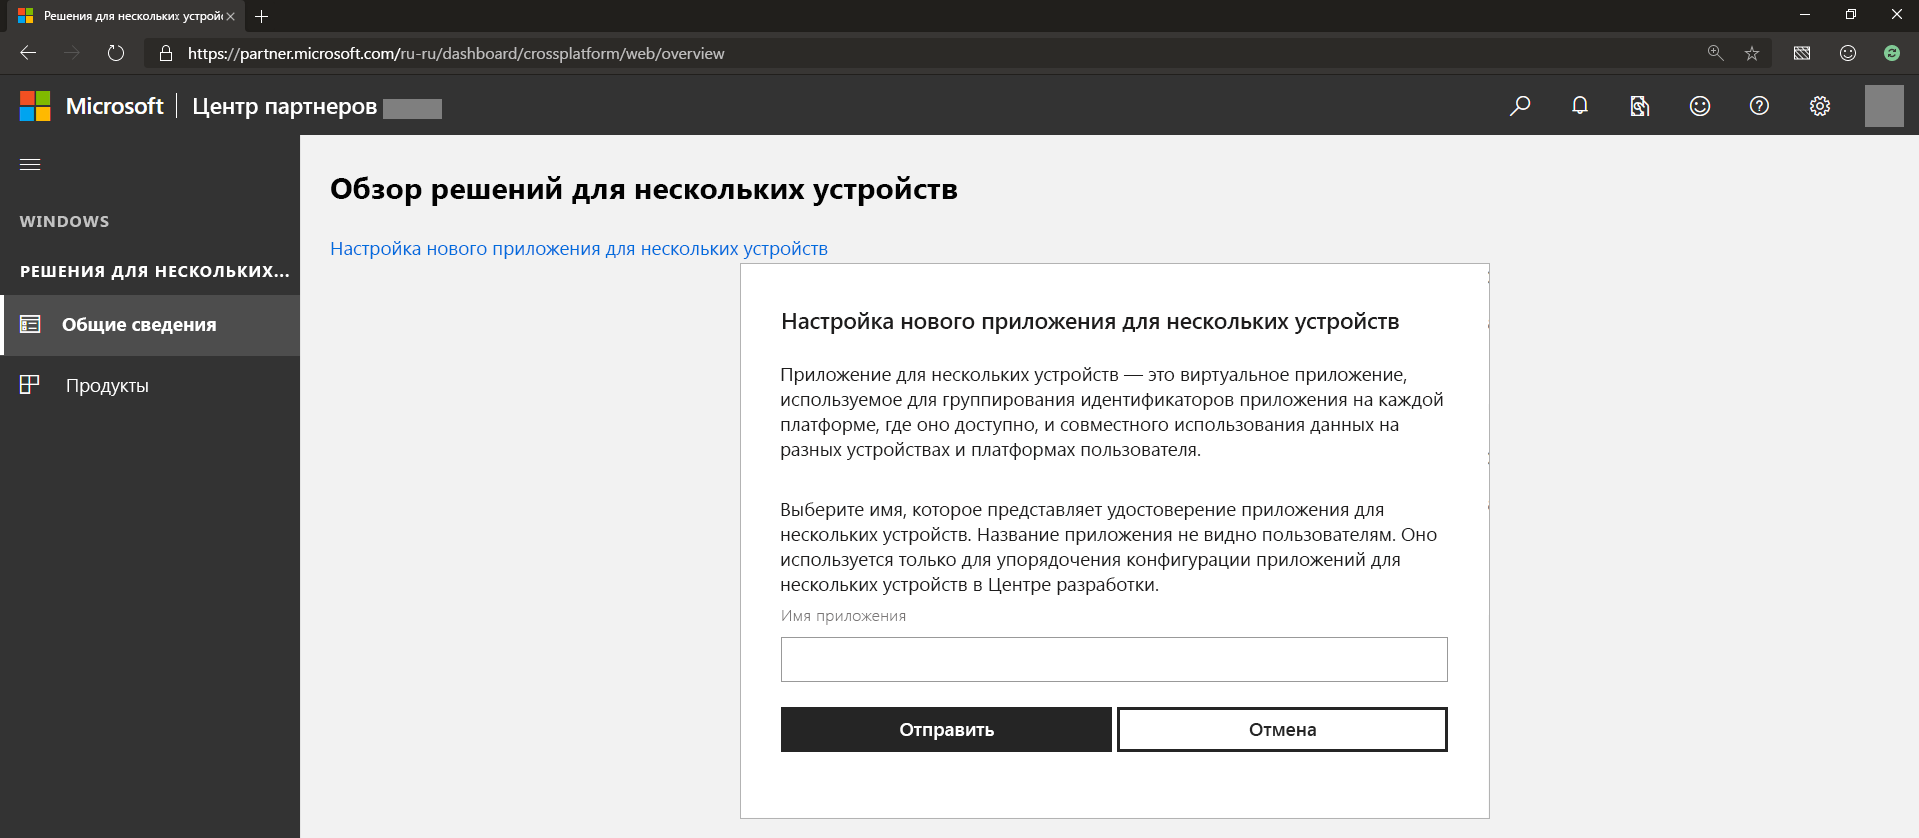 Решения для нескольких устрой
https://partner.microsoft.com/ru-ru/dashboard/crossplatform/web/overview
Microsoft | Центр партнеров
WINDOWS
РЕШЕНИЯ ДЛЯ НЕСКОЛЬКИХ...
Общие сведения
Продукты
Обзор решений для нескольких устройств
Настройка нового приложения для нескольких устройств
Настройка нового приложения для нескольких устройств
Приложение для нескольких устройств — это виртуальное приложение,
используемое для группирования идентификаторов приложения на каждой
платформе, где оно доступно, и совместного использования данных на
разных устройствах и платформах пользователя.
Выберите имя, которое представляет удостоверение приложения для
нескольких устройств. Название приложения не видно пользователям. Оно
используется только для упорядочения конфигурации приложений для
нескольких устройств в Центре разработки.
Имя приложения
Отправить
Отмена